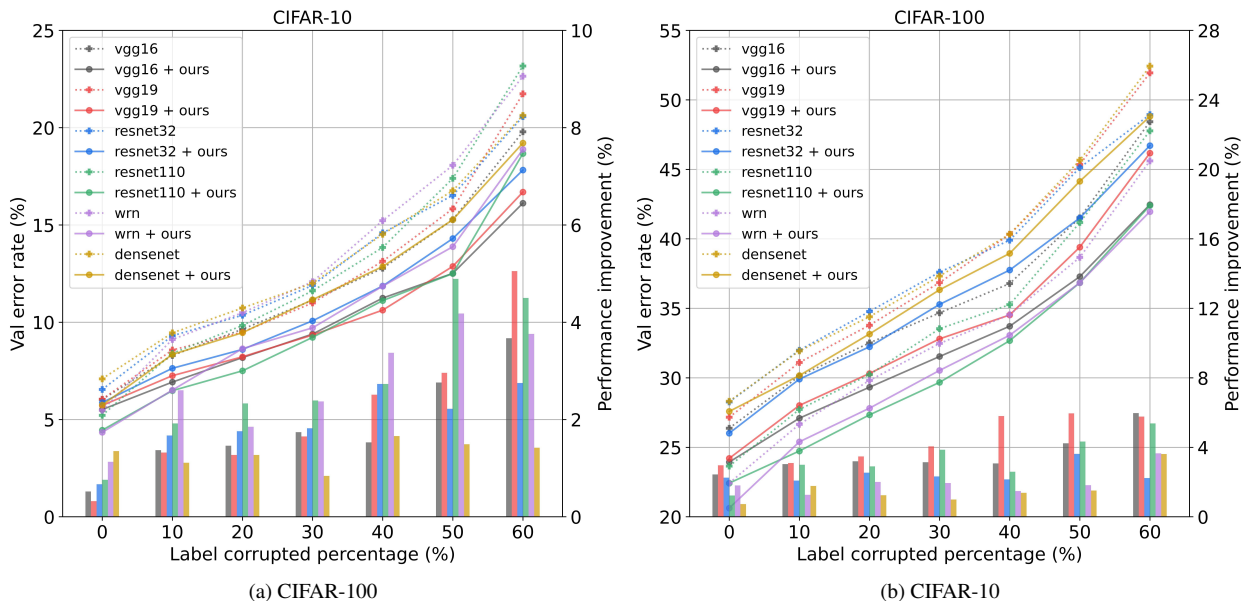 CIFAR-10
25
20
15
10
5
0
10
8
6
4
2
0
Val error rate (%)
Performance improvement (%)
vgg16
vgg16 + ours
vgg19
vgg19 + ours
resnet32
resnet32 + ours
resnet110
resnet110 + ours
wrn
wrn + ours
densenet
densenet + ours
0 10 20 30 40 50 60
Label corrupted percentage (%)
(a) CIFAR-100
CIFAR-100
55
50
45
40
35
30
25
20
28
24
20
16
12
8
4
0
Val error rate (%)
Performance improvement (%)
vgg16
vgg16 + ours
vgg19
vgg19 + ours
resnet32
resnet32 + ours
resnet110
resnet110 + ours
wrn
wrn + ours
densenet
densenet + ours
0 10 20 30 40 50 60
Label corrupted percentage (%)
(b) CIFAR-10